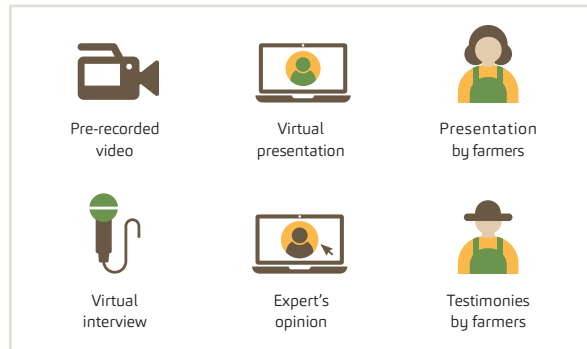 Pre-recorded
video
Virtual
presentation
Presentation
by farmers
Virtual
interview
Expert's
opinion
Testimonies
by farmers